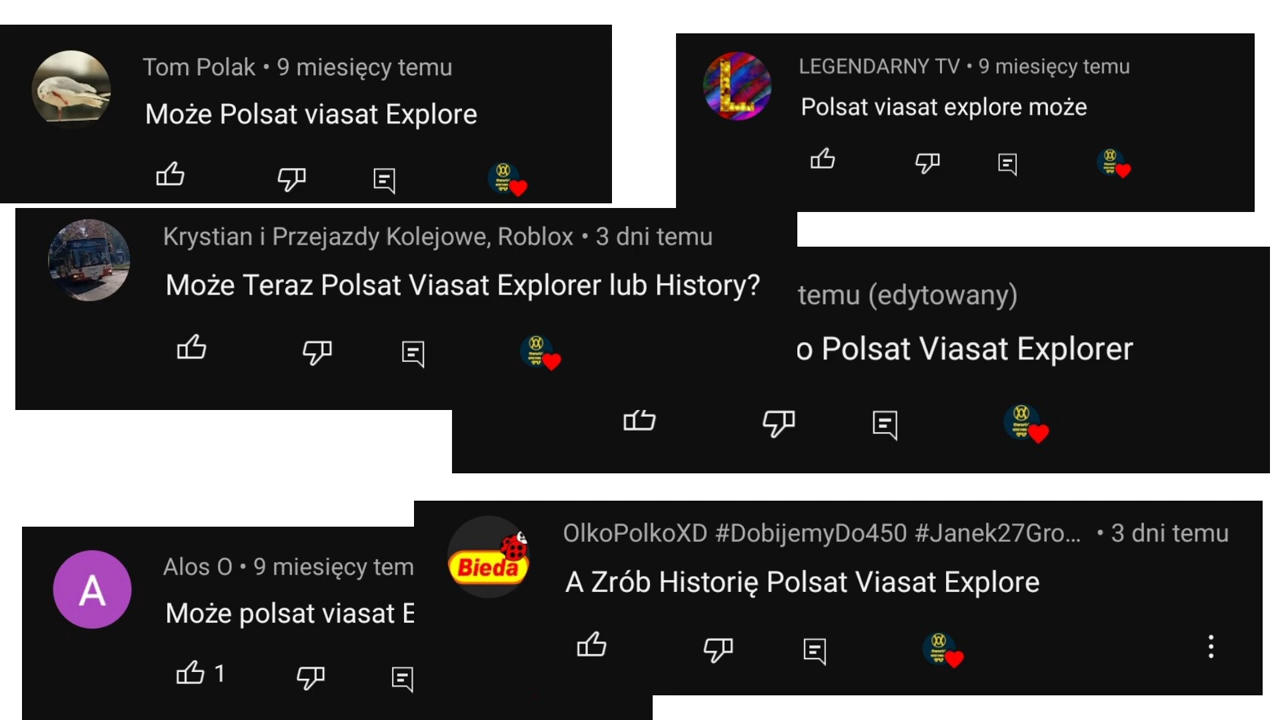 Tom Polak • 9 miesięcy temu
Może Polsat viasat Explore
LEGENDARNY TV • 9 miesięcy temu
Polsat viasat explore może
Krystian i Przejazdy Kolejowe, Roblox • 3 dni temu
Może Teraz Polsat Viasat Explorer lub History?
temu (edytowany)
o Polsat Viasat Explorer
Alos O • 9 miesięcy tem
Może polsat viasat E
1
OlkoPolkoXD #DobijemyDo450 #Janek27Gro... • 3 dni temu
Bieda
A Zrób Historię Polsat Viasat Explore
A
L